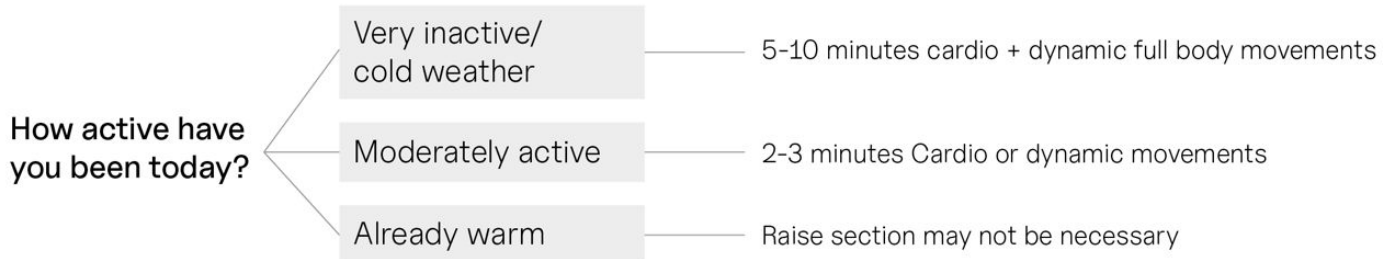 How active have
you been today?
Very inactive/
cold weather
5-10 minutes cardio + dynamic full body movements
Moderately active
2-3 minutes Cardio or dynamic movements
Already warm
Raise section may not be necessary